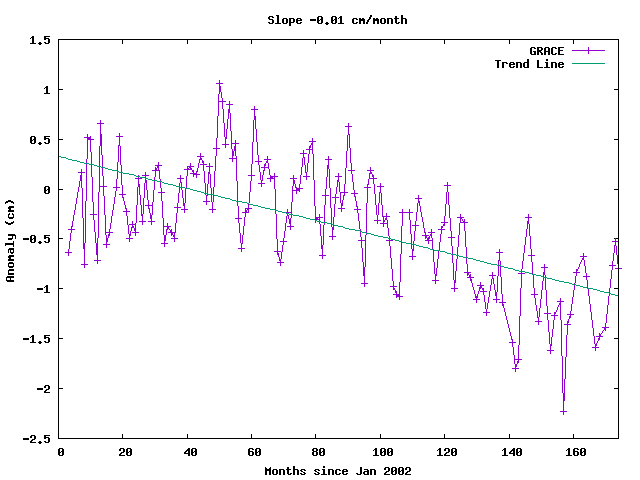 Slope -0.01 cm/month
GRACE
Trend Line
1.5
1
0.5
0
-0.5
-1
-1.5
-2
-2.5
Anomaly (cm)
0 20 40 60 80 100 120 140 160
Months since Jan 2002